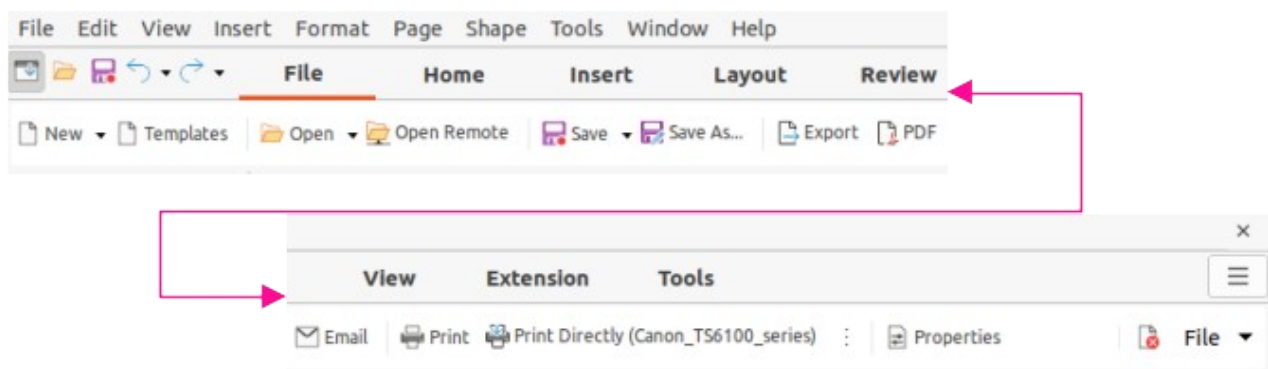 File Edit View Insert Format Page Shape Tools Window Help
File Home Insert Layout Review
New Templates Open Open Remote Save Save As... Export PDF
View Extension Tools
Email Print Print Directly (Canon_TS6100_series) Properties File